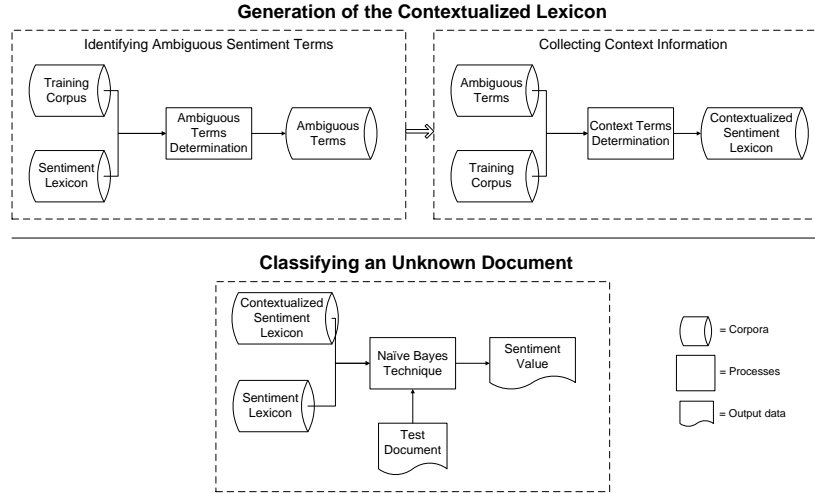 Generation of the Contextualized Lexicon
Identifying Ambiguous Sentiment Terms
Training
Corpus
Sentiment
Lexicon
Ambiguous
Terms
Determination
Ambiguous
Terms
Collecting Context Information
Ambiguous
Terms
Training
Corpus
Context Terms
Determination
Contextualized
Sentiment
Lexicon
Classifying an Unknown Document
Contextualized
Sentiment
Lexicon
Sentiment
Lexicon
Naïve Bayes
Technique
Sentiment
Value
Test
Document
= Corpora
= Processes
= Output data